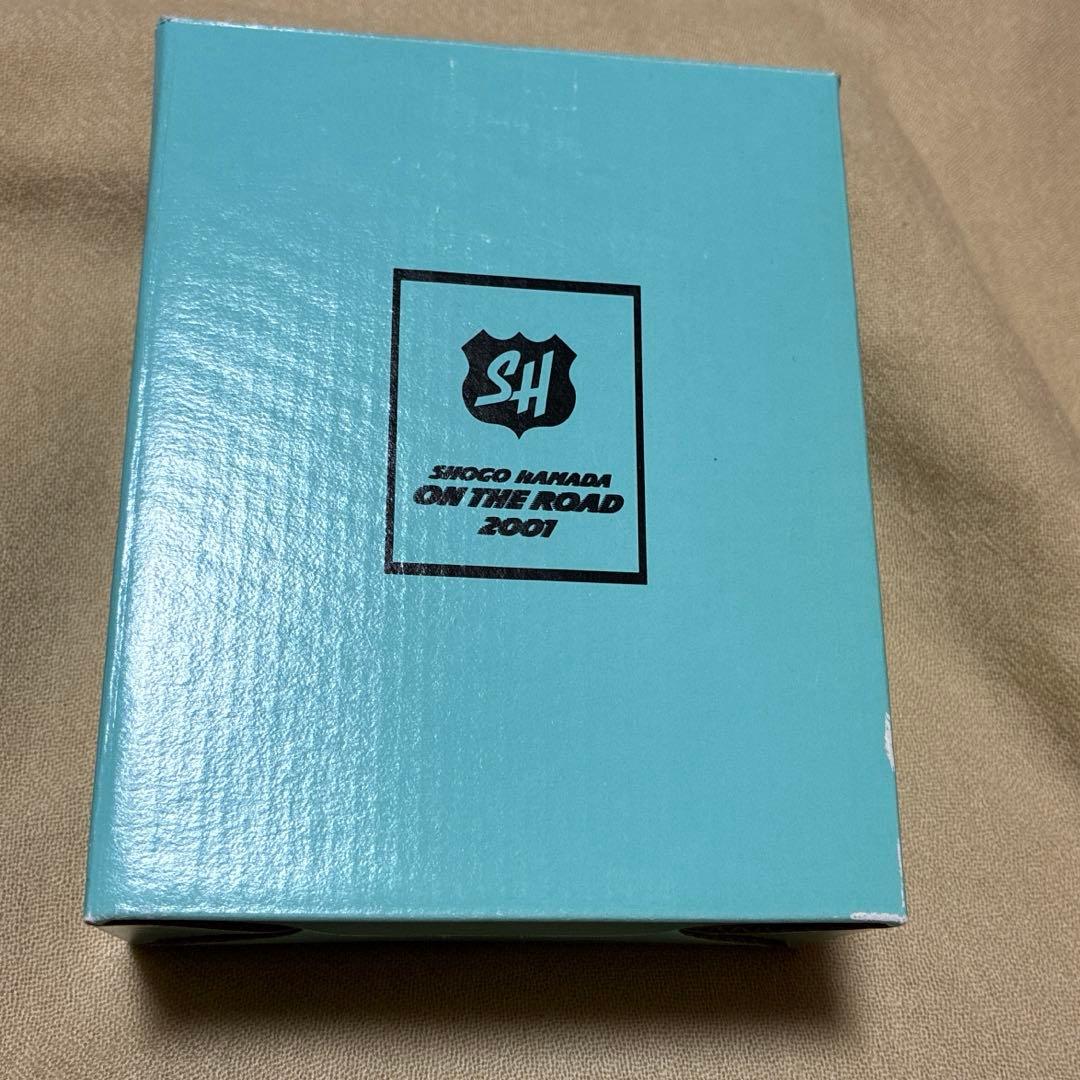 SH
SHOGO HAMADA
ON THE ROAD
2001